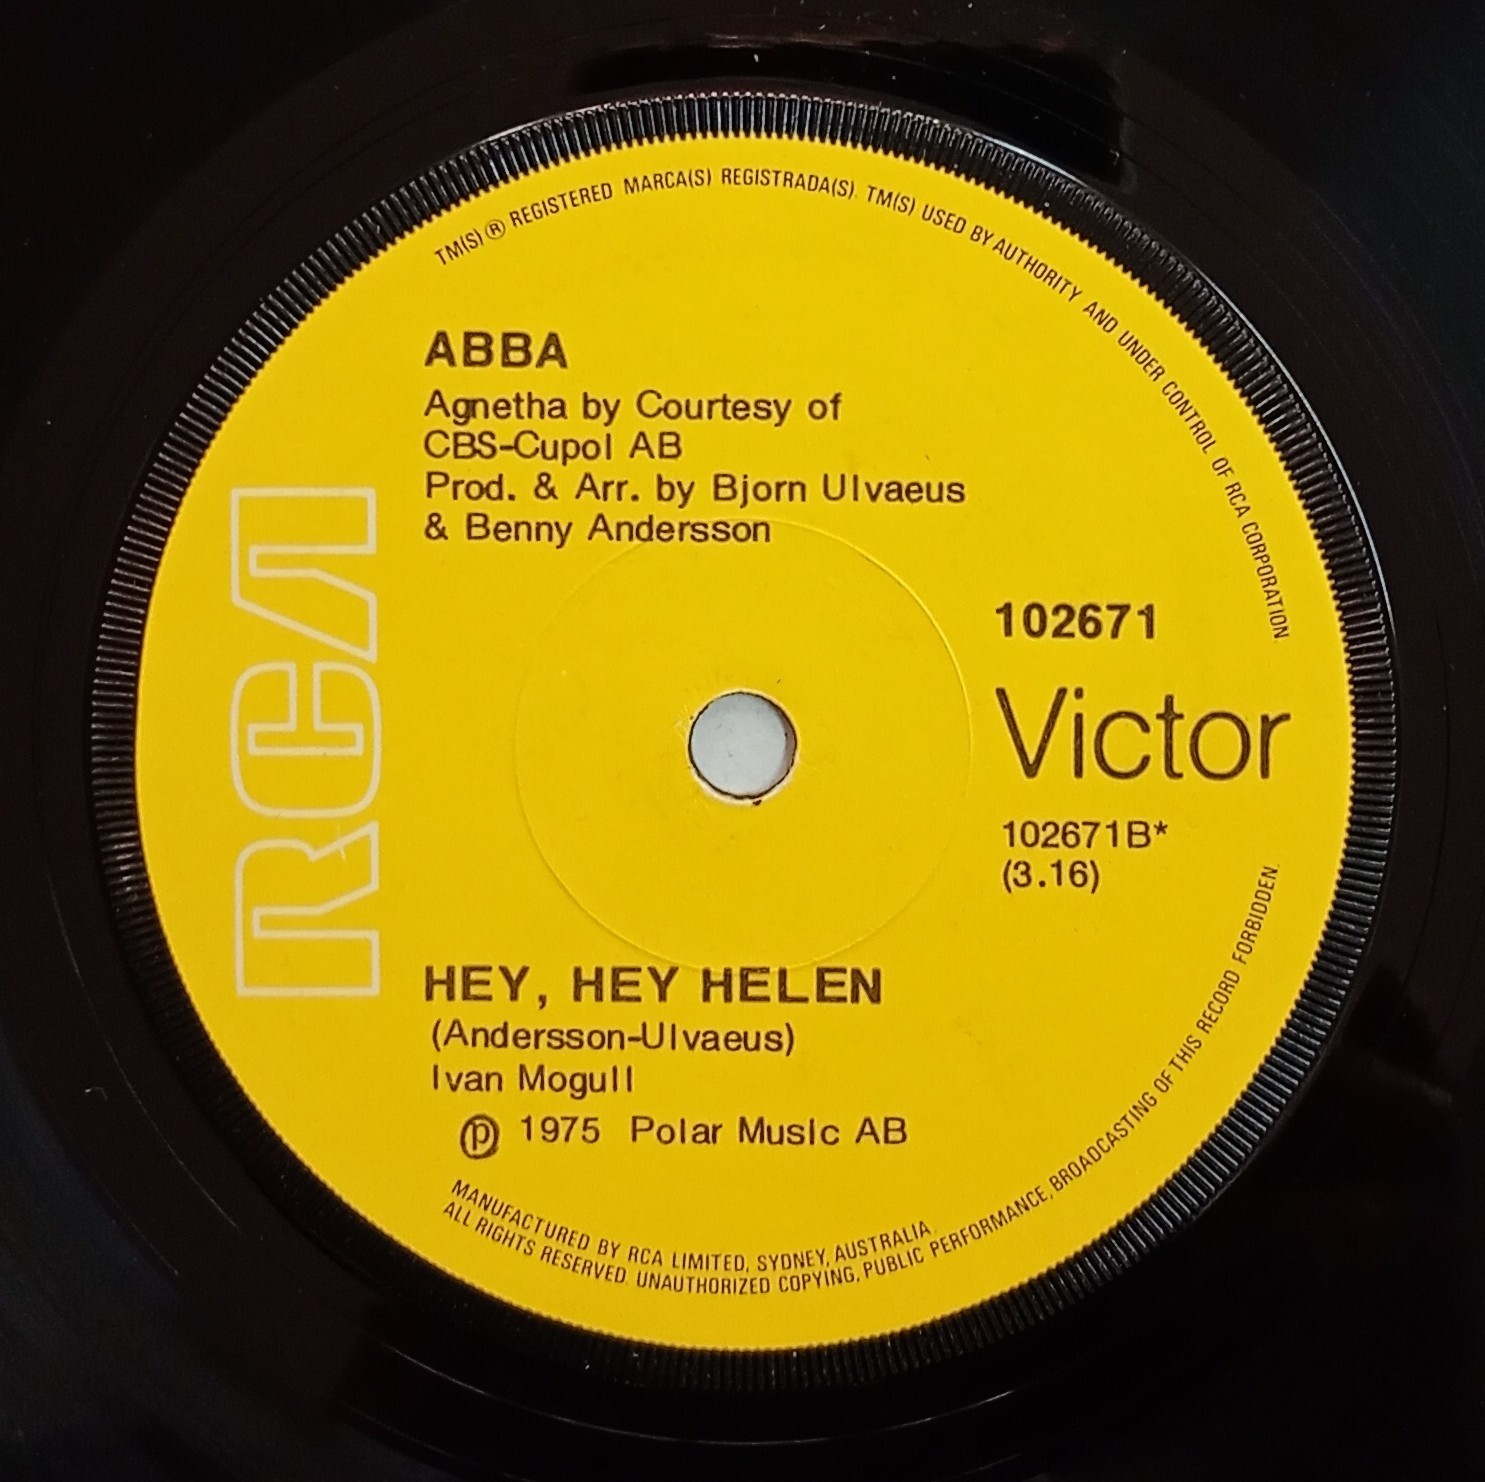 TM(S) ® REGISTERED MARCA(S) REGISTRADA(S). TM(S) USED BY AUTHORITY AND UNDER CONTROL OF RCA CORPORATION.
ABBA
Agnetha by Courtesy of
CBS-Cupol AB
Prod. & Arr. by Bjorn Ulvaeus
& Benny Andersson
RCA
102671
Victor
102671B*
(3.16)
HEY, HEY HELEN
(Andersson-Ulvaeus)
Ivan Mogull
℗ 1975 Polar Music AB
MANUFACTURED BY RCA LIMITED, SYDNEY, AUSTRALIA.
ALL RIGHTS RESERVED. UNAUTHORIZED COPYING, PUBLIC PERFORMANCE, BROADCASTING OF THIS RECORD FORBIDDEN.